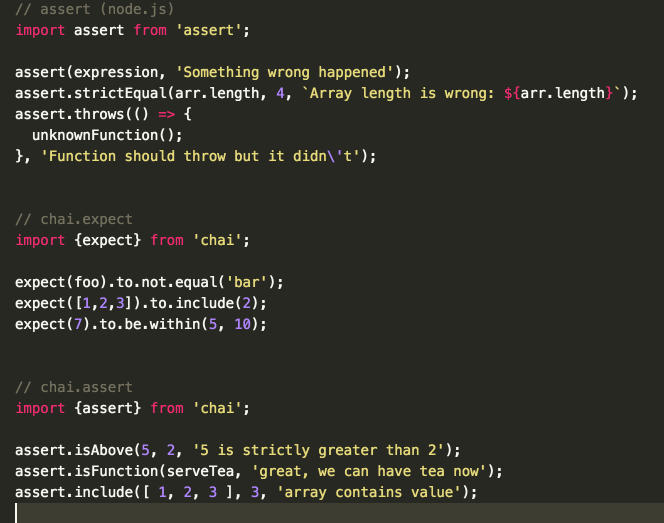 // assert (node.js)
import assert from 'assert';
assert(expression, 'Something wrong happened');
assert.strictEqual(arr.length, 4, `Array length is wrong: ${arr.length}`);
assert.throws(() => {
  unknownFunction();
}, 'Function should throw but it didn\'t');
// chai.expect
import {expect} from 'chai';
expect(foo).to.not.equal('bar');
expect([1,2,3]).to.include(2);
expect(7).to.be.within(5, 10);
// chai.assert
import {assert} from 'chai';
assert.isAbove(5, 2, '5 is strictly greater than 2');
assert.isFunction(serveTea, 'great, we can have tea now');
assert.include([ 1, 2, 3 ], 3, 'array contains value');